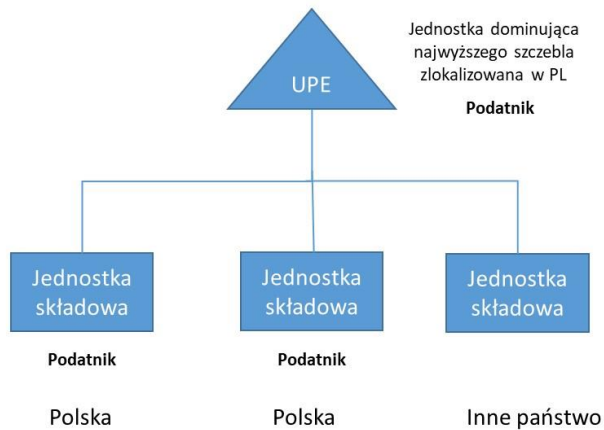 Jednostka dominująca
najwyższego szczebla
zlokalizowana w PL
Podatnik
UPE
Jednostka
składowa
Jednostka
składowa
Jednostka
składowa
Podatnik
Podatnik
Polska
Polska
Inne państwo